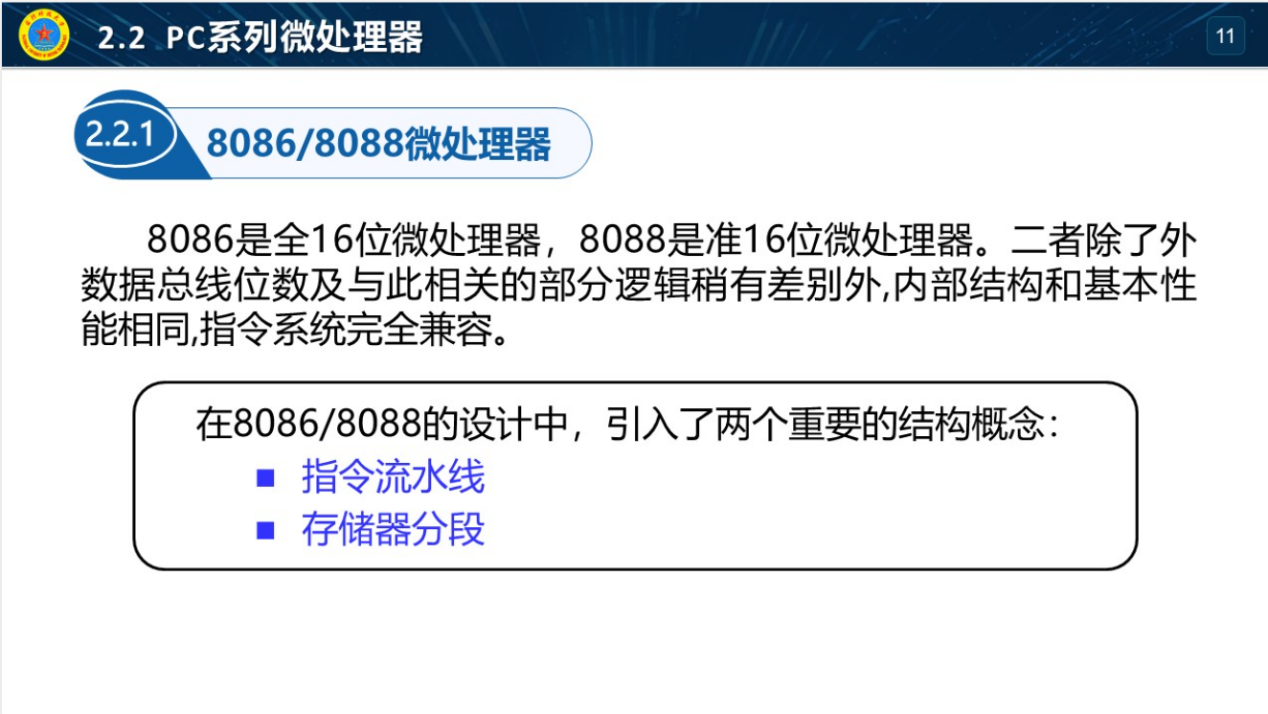 2.2 PC系列微处理器
11
2.2.1
8086/8088微处理器
8086是全16位微处理器，8088是准16位微处理器。二者除了外
数据总线位数及与此相关的部分逻辑稍有差别外,内部结构和基本性
能相同,指令系统完全兼容。
在8086/8088的设计中，引入了两个重要的结构概念：
■ 指令流水线
■ 存储器分段